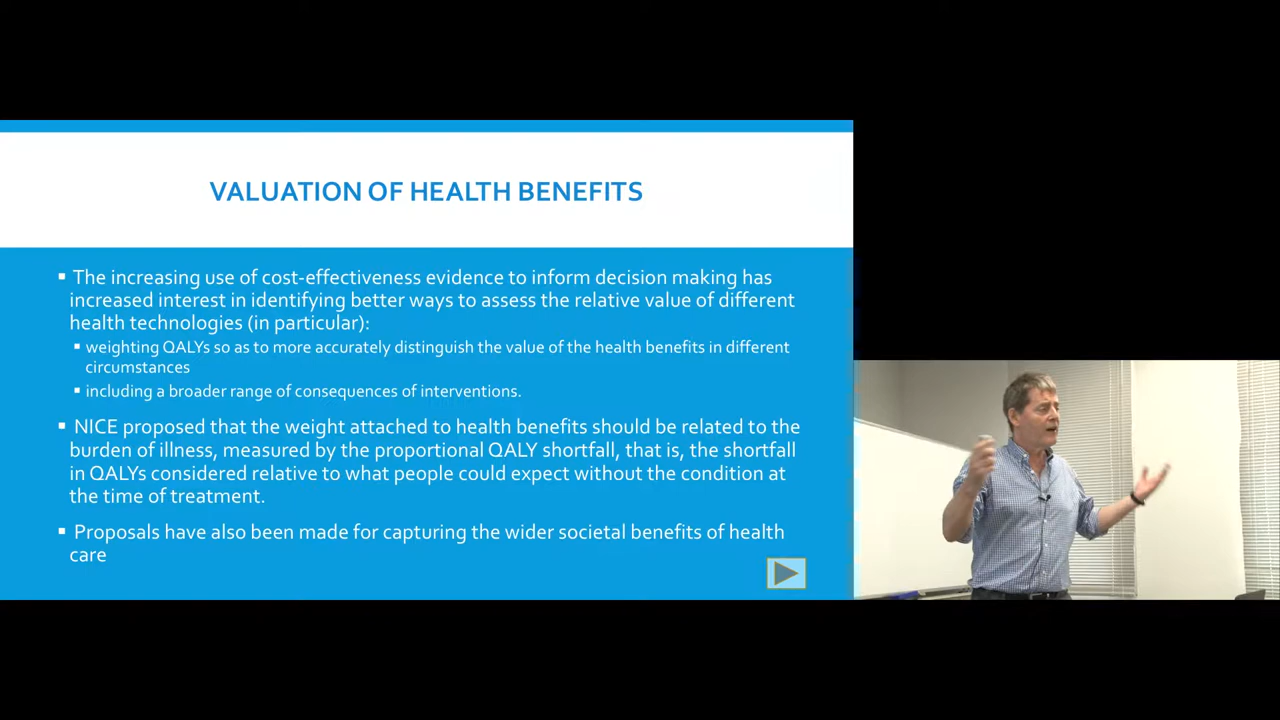 VALUATION OF HEALTH BENEFITS
▪ The increasing use of cost-effectiveness evidence to inform decision making has
increased interest in identifying better ways to assess the relative value of different
health technologies (in particular):
▪ weighting QALYs so as to more accurately distinguish the value of the health benefits in different
circumstances
▪ including a broader range of consequences of interventions.
▪ NICE proposed that the weight attached to health benefits should be related to the
burden of illness, measured by the proportional QALY shortfall, that is, the shortfall
in QALYs considered relative to what people could expect without the condition at
the time of treatment.
▪ Proposals have also been made for capturing the wider societal benefits of health
care